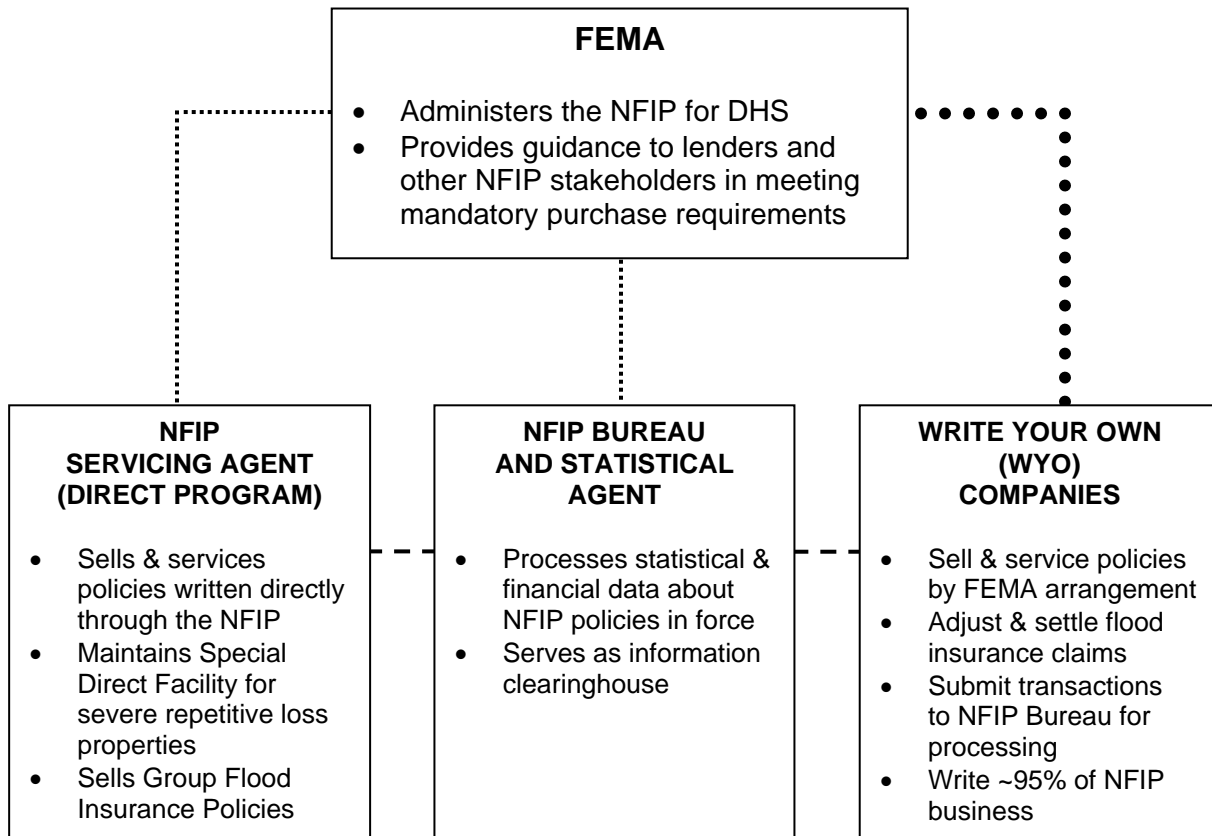 FEMA
• Administers the NFIP for DHS
• Provides guidance to lenders and
other NFIP stakeholders in meeting
mandatory purchase requirements
NFIP
SERVICING AGENT
(DIRECT PROGRAM)
• Sells & services
policies written directly
through the NFIP
• Maintains Special
Direct Facility for
severe repetitive loss
properties
• Sells Group Flood
Insurance Policies
NFIP BUREAU
AND STATISTICAL
AGENT
• Processes statistical &
financial data about
NFIP policies in force
• Serves as information
clearinghouse
WRITE YOUR OWN
(WYO)
COMPANIES
• Sell & service policies
by FEMA arrangement
• Adjust & settle flood
insurance claims
• Submit transactions
to NFIP Bureau for
processing
• Write ~95% of NFIP
business